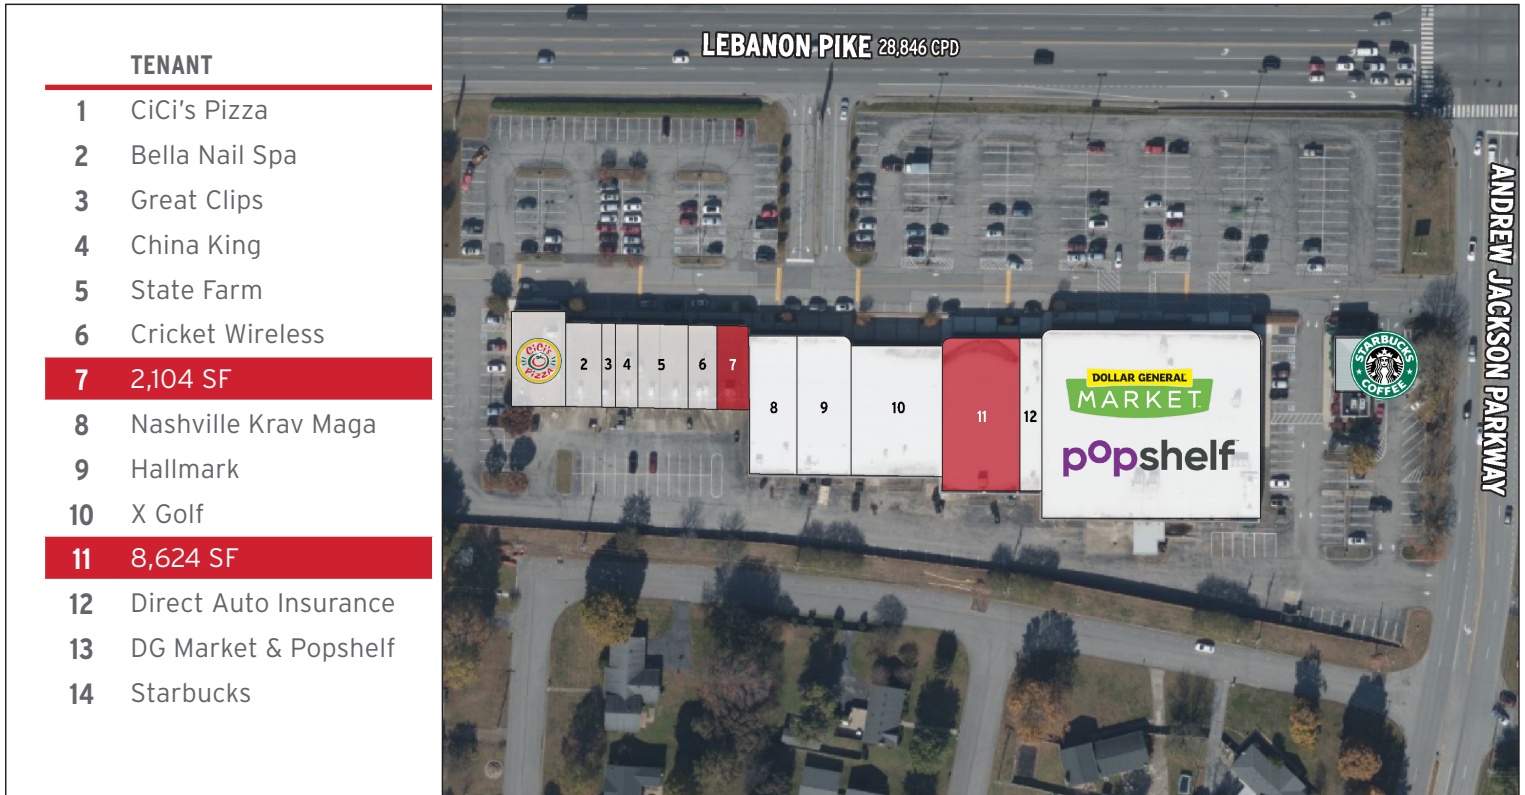 TENANT
1 CiCi's Pizza
2 Bella Nail Spa
3 Great Clips
4 China King
5 State Farm
6 Cricket Wireless
7 2,104 SF
8 Nashville Krav Maga
9 Hallmark
10 X Golf
11 8,624 SF
12 Direct Auto Insurance
13 DG Market & Popshelf
14 Starbucks
LEBANON PIKE 28,846 CPD
ANDREW JACKSON PARKWAY
CiCi's
PIZZA
2 3 4 5 6 7
8 9 10 11 12
DOLLAR GENERAL
MARKET
popshelf
STARBUCKS
COFFEE